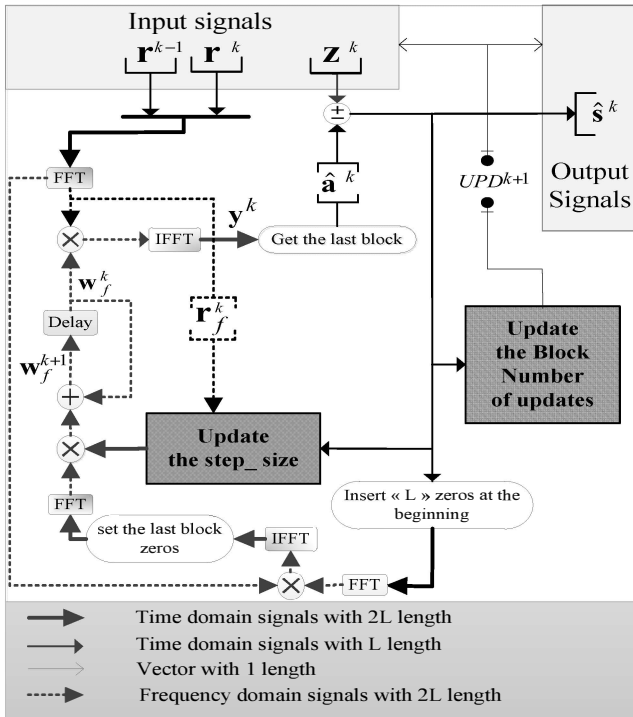 Input signals
r^{k-1} r^k z^k
±
ŝ^k
Output
Signals
UPD^{k+1}
â^k
FFT
y^k
× IFFT Get the last block
w_f^k
r_f^k
Delay
w_f^{k+1}
Update
the Block
Number
of updates
+
Update
the step_ size
×
FFT
Insert « L » zeros at the
beginning
set the last block
zeros
IFFT
× FFT
Time domain signals with 2L length
Time domain signals with L length
Vector with 1 length
Frequency domain signals with 2L length